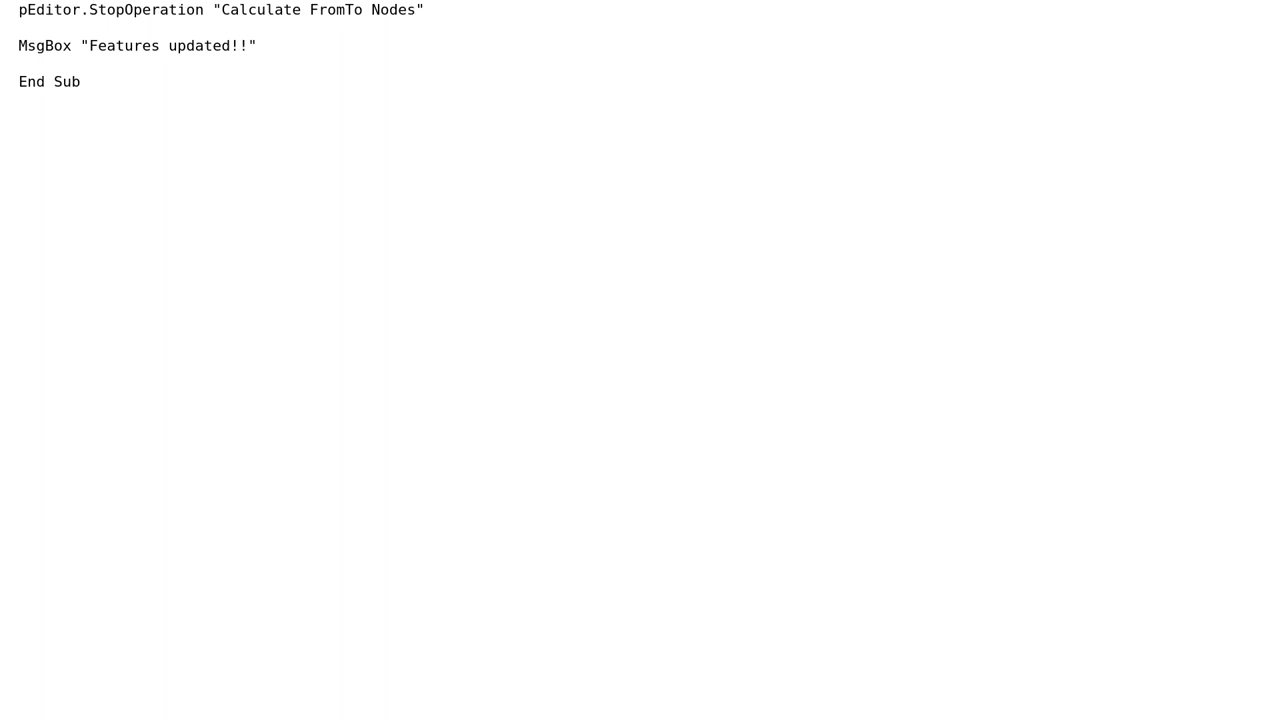 pEditor.StopOperation "Calculate FromTo Nodes"
MsgBox "Features updated!!"
End Sub